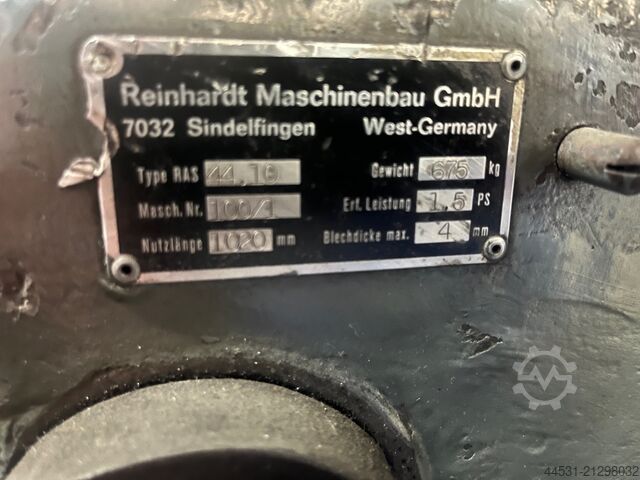 Reinhardt Maschinenbau GmbH
7032 Sindelfingen West-Germany
Type RAS 44.10 Gewicht 675 kg
Masch. Nr. 100/1 Erf. Leistung 1,5 PS
Nutzlänge 1020 mm Blechdicke max. 4 mm
44531-21298032